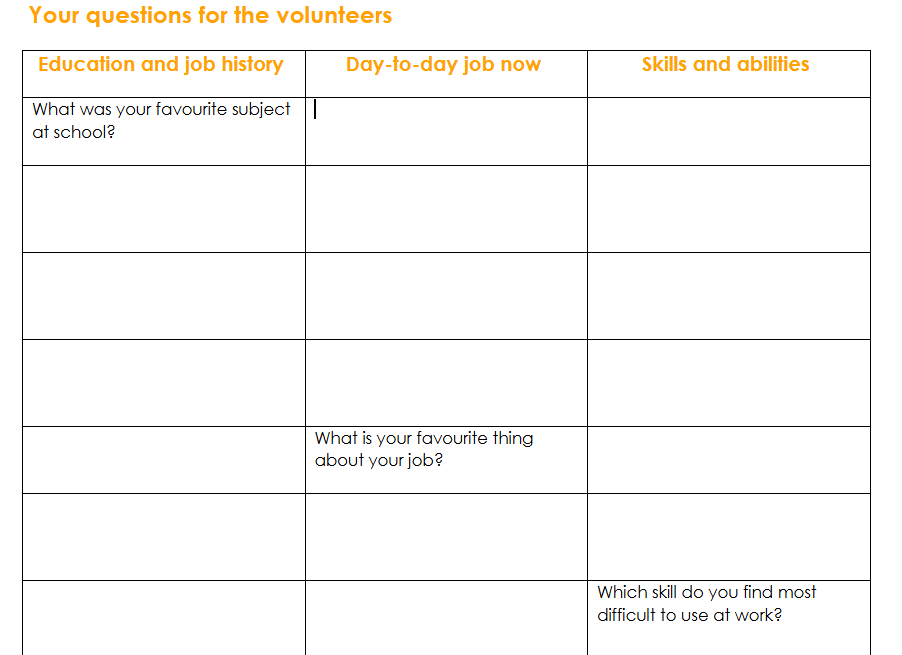 Your questions for the volunteers
Education and job history
Day-to-day job now
Skills and abilities
What was your favourite subject
at school?
What is your favourite thing
about your job?
Which skill do you find most
difficult to use at work?